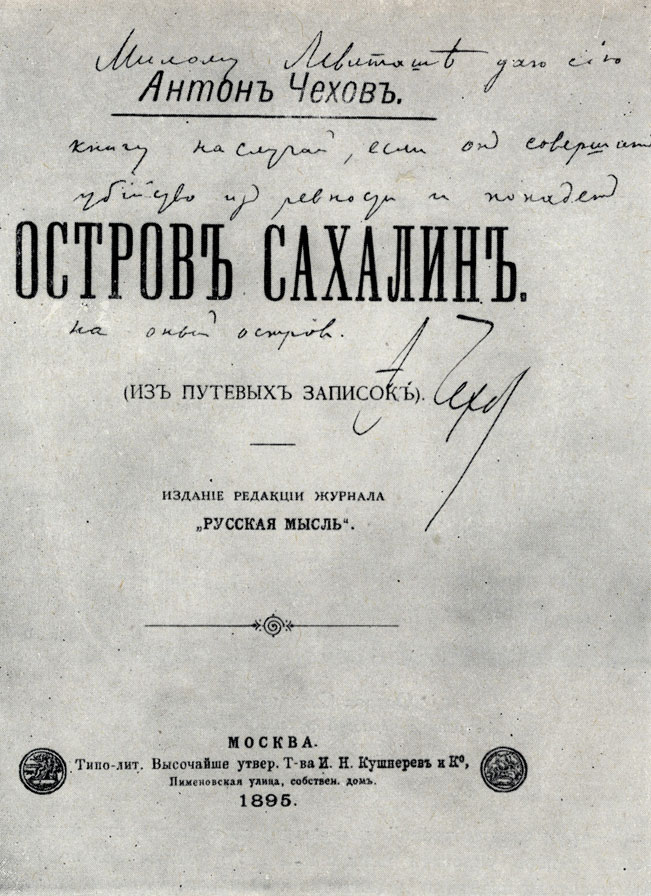 Милому Левиташѣ даю сію
Антонъ Чеховъ.
книгу на случай, если он совершит
убійство из ревности и попадет
ОСТРОВЪ САХАЛИНЪ.
на оный остров.
А Чехов
(ИЗЪ ПУТЕВЫХЪ ЗАПИСОКЪ).
ИЗДАНІЕ РЕДАКЦІИ ЖУРНАЛА
„РУССКАЯ МЫСЛЬ“.
МОСКВА.
Типо-лит. Высочайше утвер. Т-ва И. Н. Кушнеревъ и Кº,
Пименовская улица, собствен. домъ.
1895.